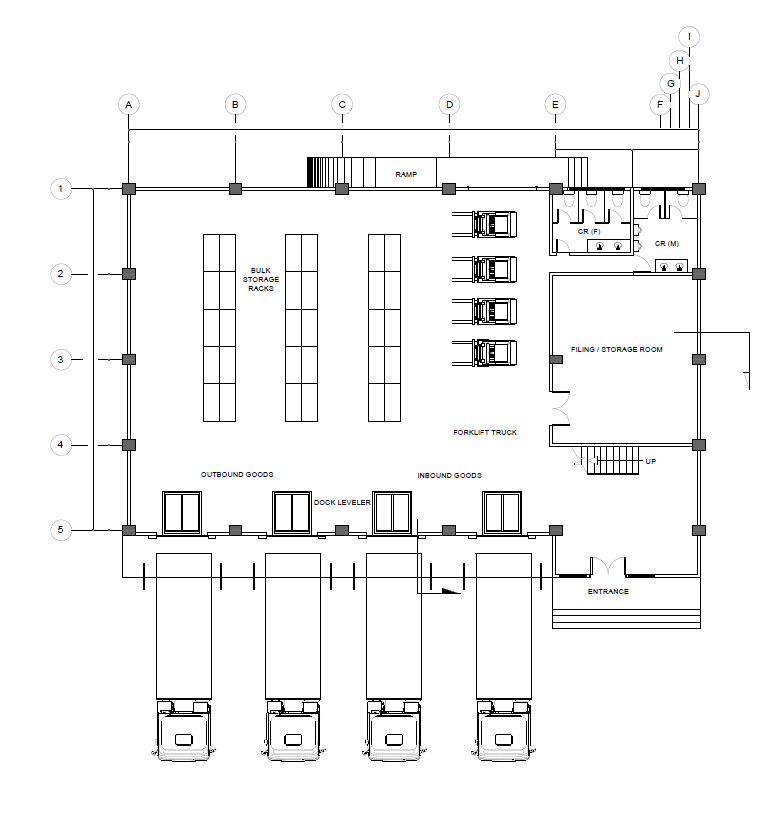 I
H
G
A
B
C
D
E
F
J
RAMP
1
CR (F)
CR (M)
2
BULK
STORAGE
RACKS
3
FILING / STORAGE ROOM
FORKLIFT TRUCK
4
UP
OUTBOUND GOODS
INBOUND GOODS
DOCK LEVELER
5
ENTRANCE